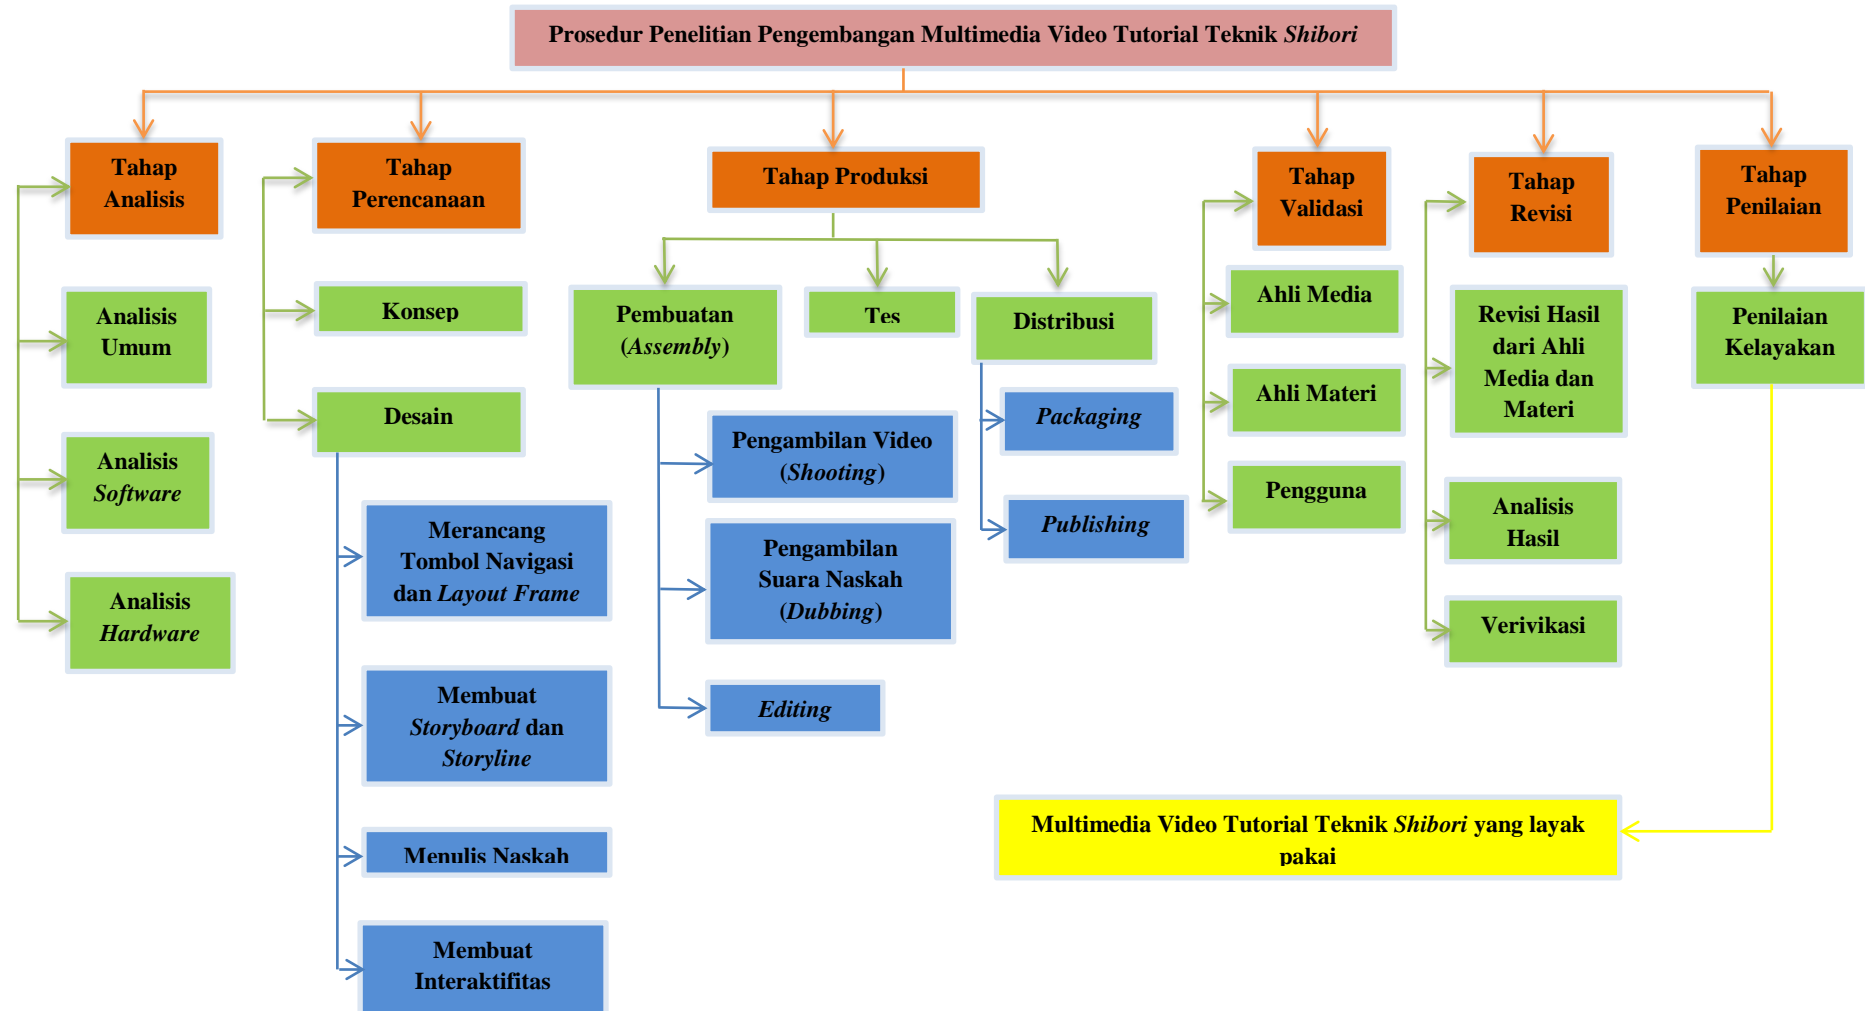 Prosedur Penelitian Pengembangan Multimedia Video Tutorial Teknik Shibori
Tahap
Analisis
Analisis
Umum
Analisis
Software
Analisis
Hardware
Tahap
Perencanaan
Konsep
Desain
Merancang
Tombol Navigasi
dan Layout Frame
Membuat
Storyboard dan
Storyline
Menulis Naskah
Membuat
Interaktifitas
Tahap Produksi
Pembuatan
(Assembly)
Pengambilan Video
(Shooting)
Pengambilan
Suara Naskah
(Dubbing)
Editing
Tes
Distribusi
Packaging
Publishing
Tahap
Validasi
Ahli Media
Ahli Materi
Pengguna
Tahap
Revisi
Revisi Hasil
dari Ahli
Media dan
Materi
Analisis
Hasil
Verivikasi
Tahap
Penilaian
Penilaian
Kelayakan
Multimedia Video Tutorial Teknik Shibori yang layak
pakai